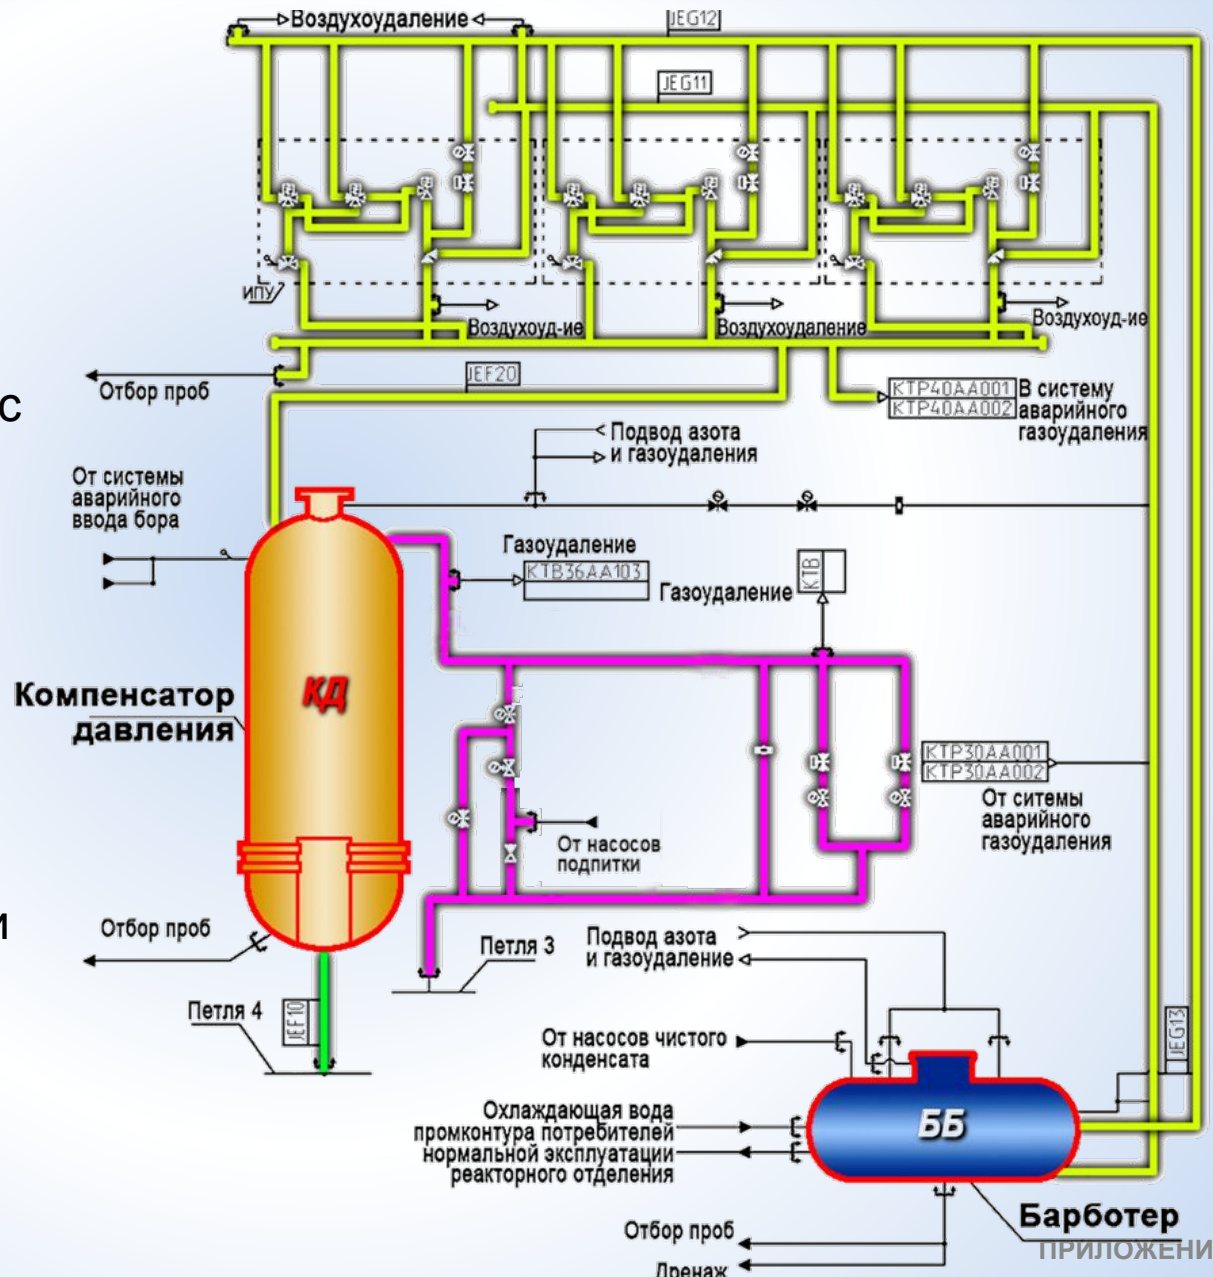 Воздухоудаление
JEG12
JEG11
ИПУ
Воздухоуд-ие
Воздухоудаление
Воздухоуд-ие
Отбор проб
JEF20
KTP40AA001
KTP40AA002
В систему
аварийного
газоудаления
с
Подвод азота
и газоудаления
От системы
аварийного
ввода бора
Газоудаление
KTB36AA103
Газоудаление
KTB
Компенсатор
давления
КД
KTP30AA001
KTP30AA002
От ситемы
аварийного
газоудаления
От насосов
подпитки
и
Отбор проб
Петля 3
Подвод азота
и газоудаление
Петля 4
JEF10
JEG13
От насосов чистого
конденсата
Охлаждающая вода
промконтура потребителей
нормальной эксплуатации
реакторного отделения
ББ
Барботер
Отбор проб
ПРИЛОЖЕНИ
Дренаж